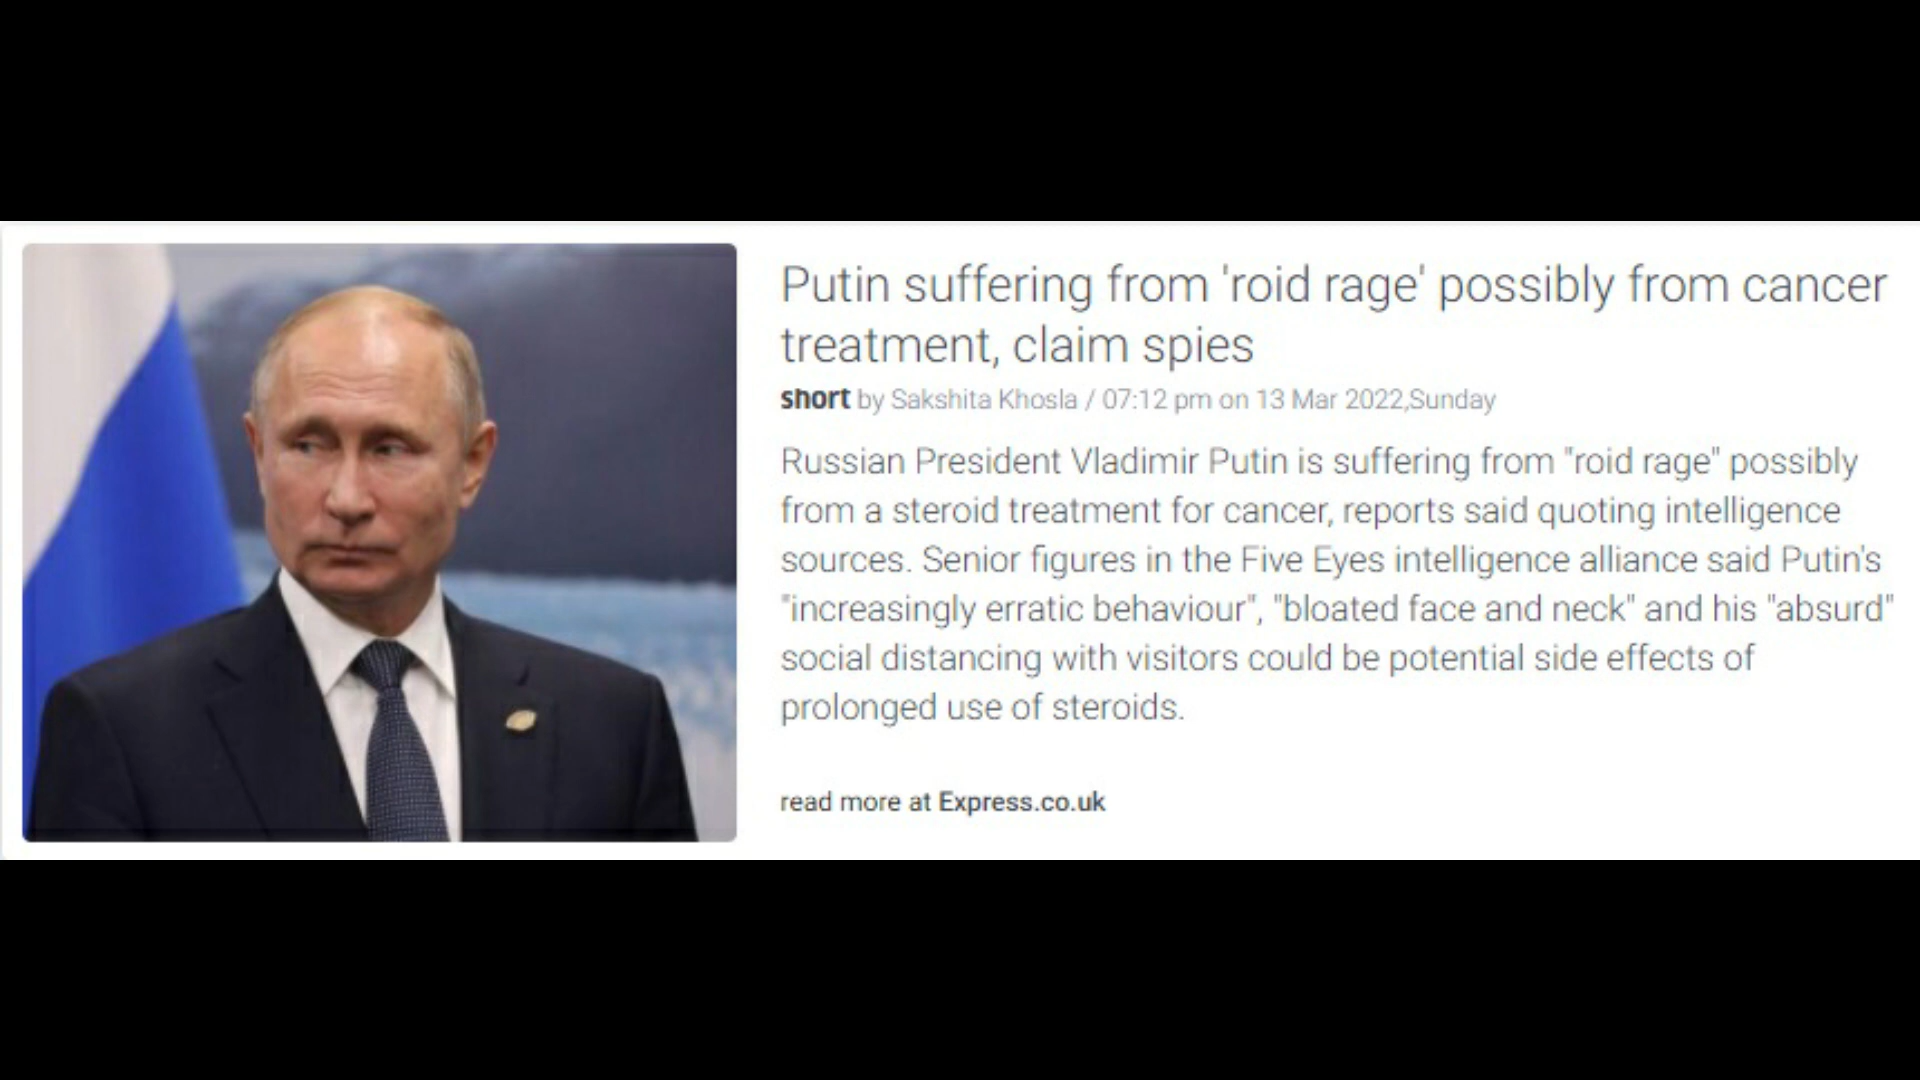 Putin suffering from 'roid rage' possibly from cancer
treatment, claim spies
short by Sakshita Khosla / 07:12 pm on 13 Mar 2022,Sunday
Russian President Vladimir Putin is suffering from "roid rage" possibly
from a steroid treatment for cancer, reports said quoting intelligence
sources. Senior figures in the Five Eyes intelligence alliance said Putin's
"increasingly erratic behaviour", "bloated face and neck" and his "absurd"
social distancing with visitors could be potential side effects of
prolonged use of steroids.
read more at Express.co.uk